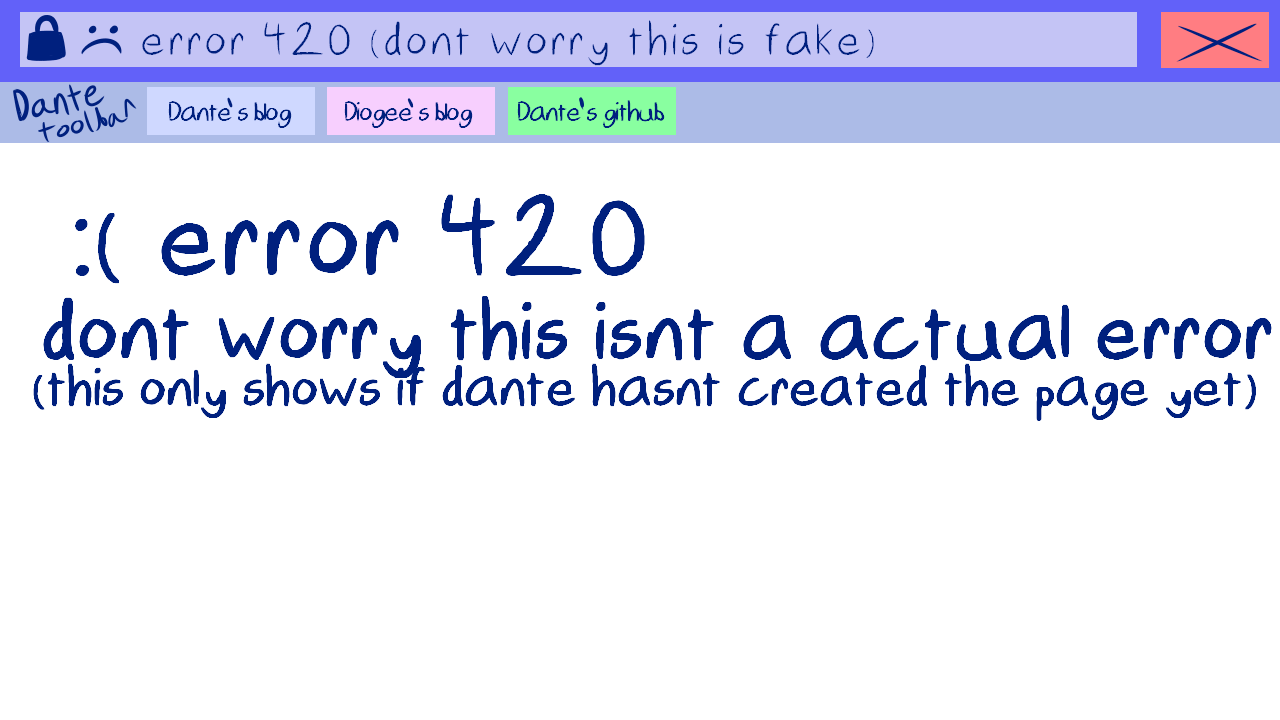 error 420 (dont worry this is fake)
Dante
toolbar
Dante's blog
Diogee's blog
Dante's github
:( error 420
dont worry this isnt a actual error
(this only shows if dante hasnt created the page yet)